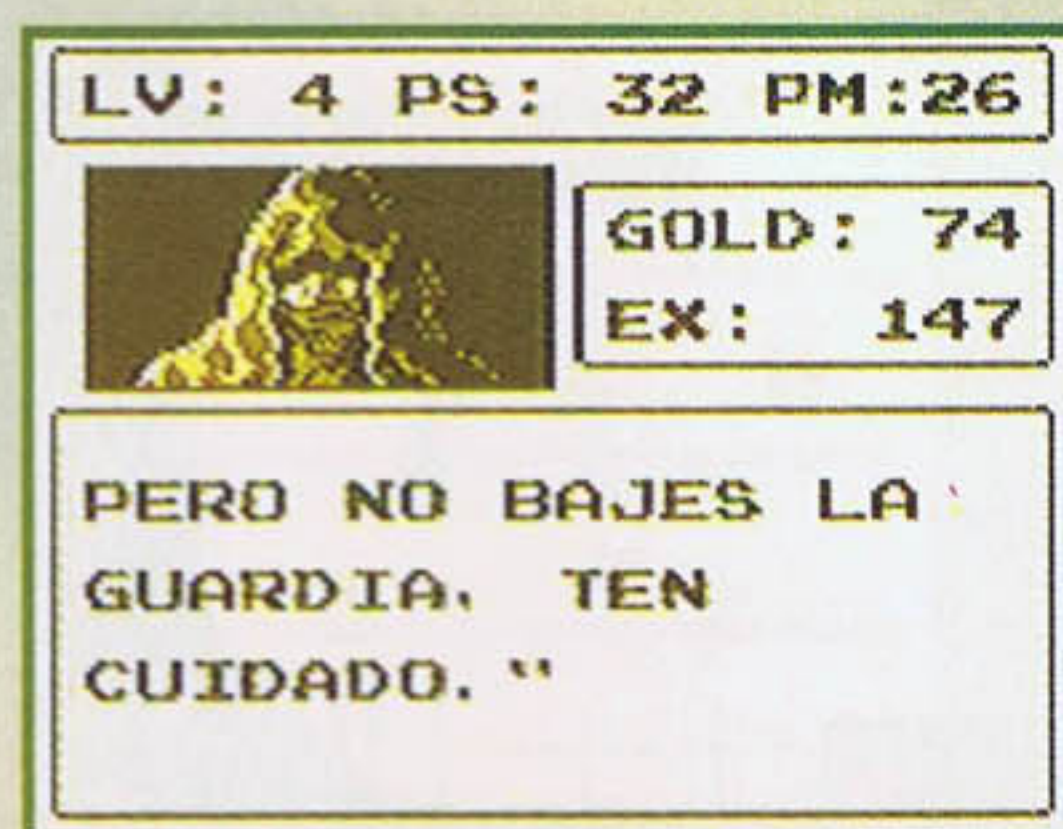 LV: 4 PS: 32 PM:26
GOLD: 74
EX: 147
PERO NO BAJES LA
GUARDIA. TEN
CUIDADO."